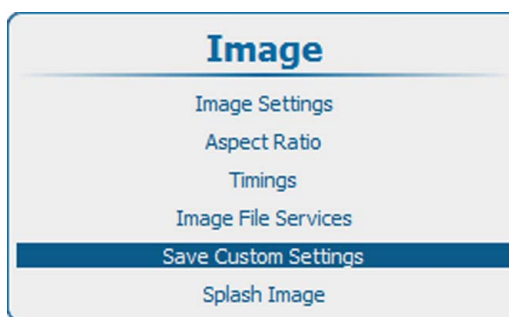 Image
Image Settings
Aspect Ratio
Timings
Image File Services
Save Custom Settings
Splash Image